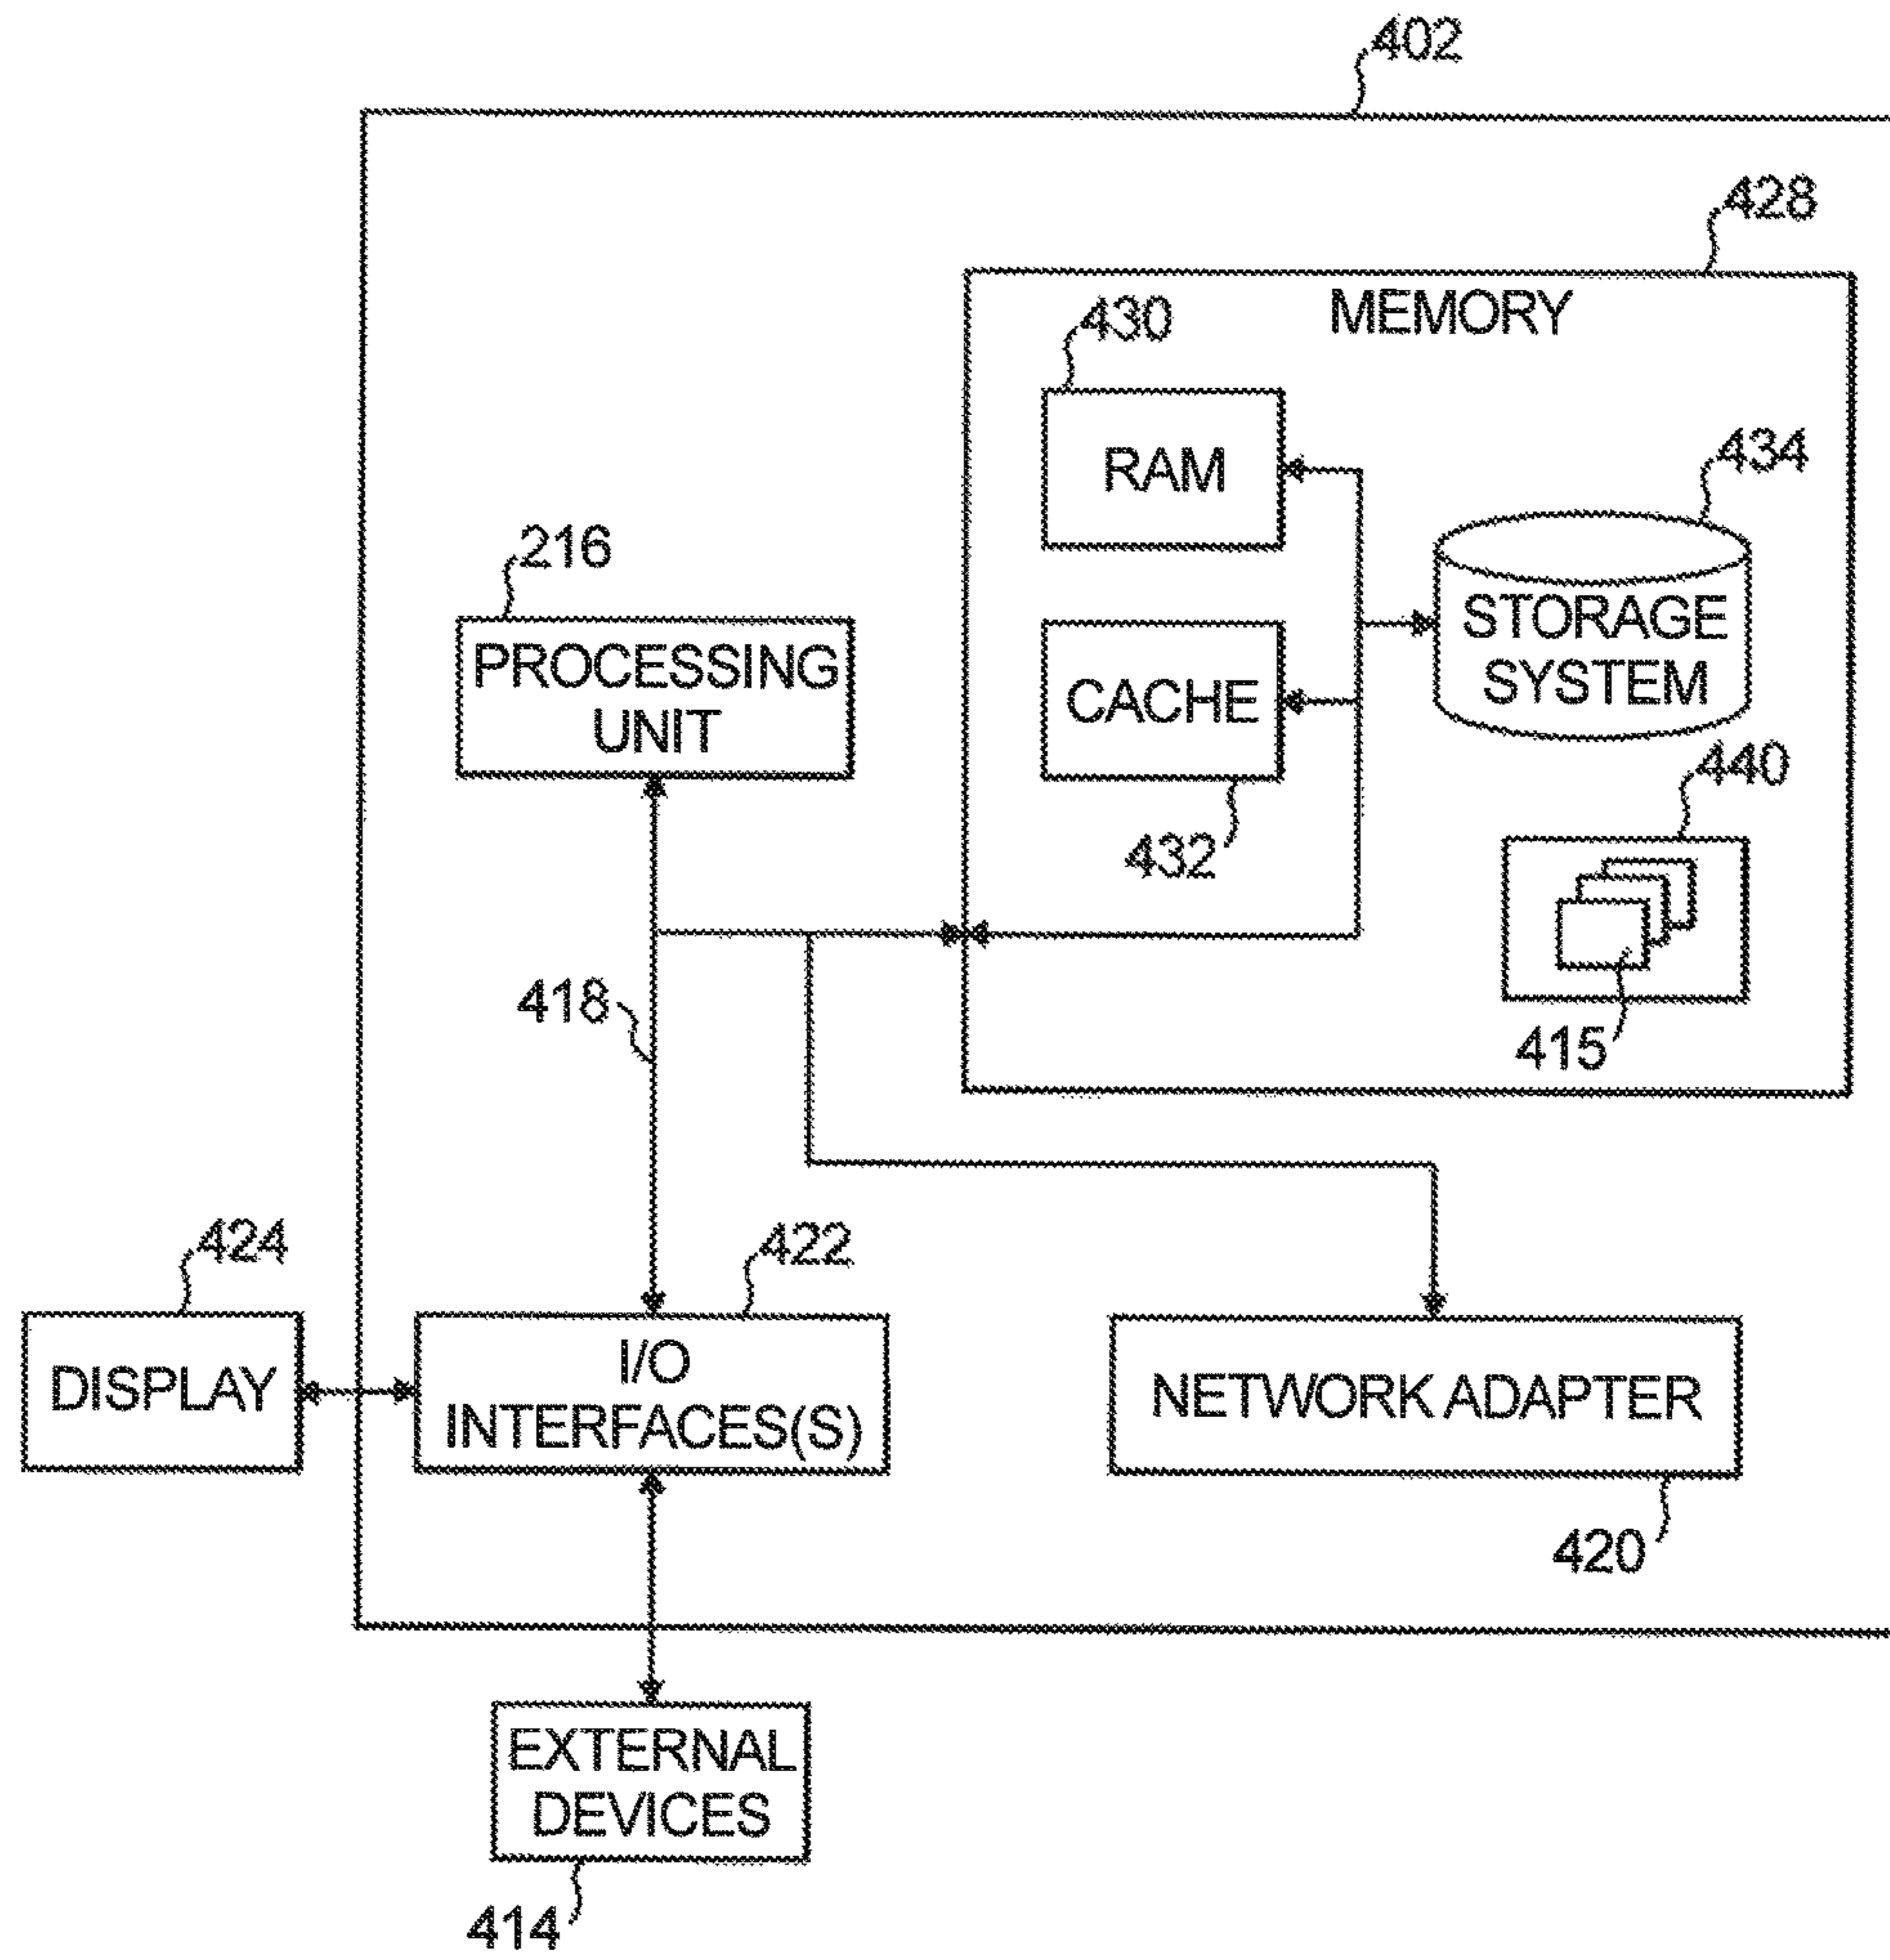 402
428
MEMORY
430
RAM
434
STORAGE
SYSTEM
216
PROCESSING
UNIT
CACHE
432
440
415
418
424
DISPLAY
422
I/O
INTERFACES(S)
NETWORK ADAPTER
420
EXTERNAL
DEVICES
414